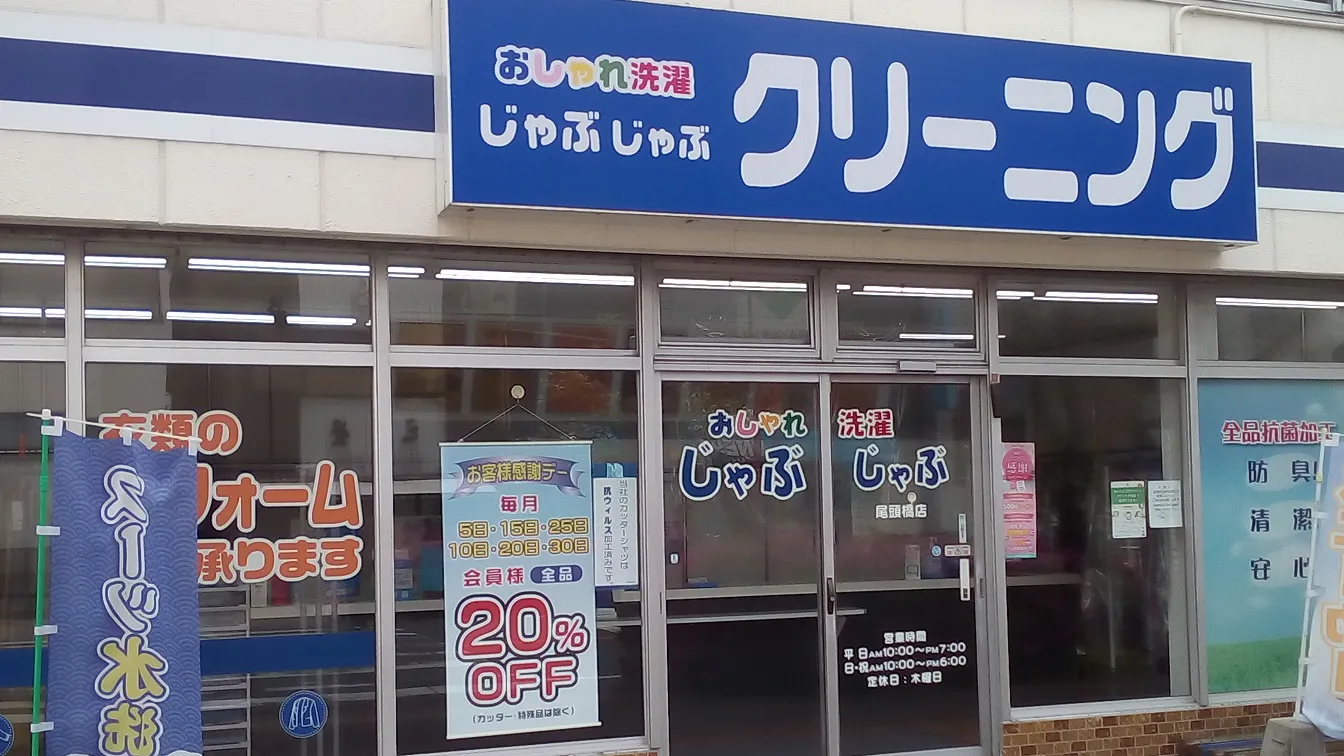 おしゃれ洗濯
じゃぶじゃぶ
クリーニング
衣類の
リフォーム
承ります
スーツ水洗
お客様感謝デー
毎月
5日・15日・25日
10日・20日・30日
会員様 全品
20%
OFF
(カッター・特殊品は除く)
当社のカッターシャツは
抗ウィルス加工済みです。
おしゃれ 洗濯
じゃぶ じゃぶ
尾頭橋店
営業時間
平 日AM10:00〜PM7:00
日・祝AM10:00〜PM6:00
定休日:木曜日
感謝
全品抗菌加工
防 臭
清 潔
安 心